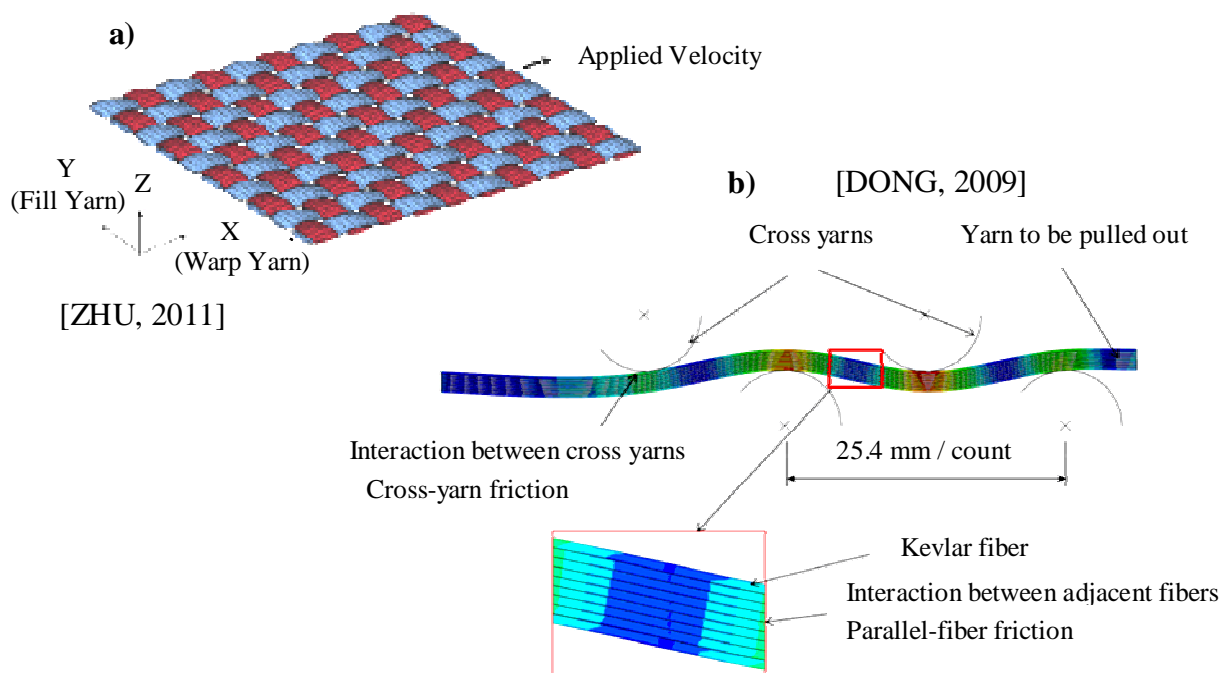 a)
Applied Velocity
Y
(Fill Yarn)
Z
X
(Warp Yarn)
[ZHU, 2011]
b)
[DONG, 2009]
Cross yarns
Yarn to be pulled out
Interaction between cross yarns
Cross-yarn friction
25.4 mm / count
Kevlar fiber
Interaction between adjacent fibers
Parallel-fiber friction